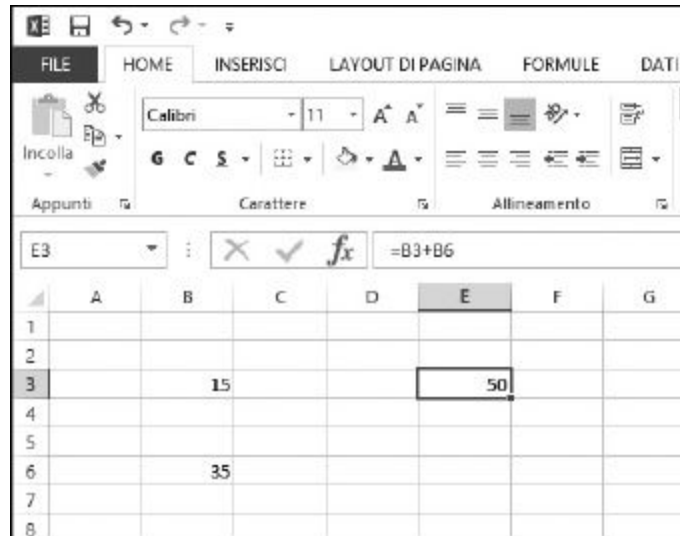 FILE HOME INSERISCI LAYOUT DI PAGINA FORMULE DATI
Calibri 11 A A
Incolla
G C S A
Appunti Carattere Allineamento
E3 fx =B3+B6
A B C D E F G
1
2
3 15 50
4
5
6 35
7
8